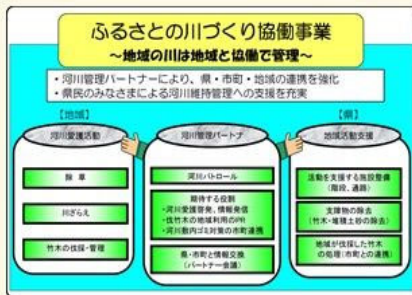 ふるさとの川づくり協働事業
～地域の川は地域と協働で管理～
・河川管理パートナーにより、県・市町・地域の連携を強化
・県民のみなさまによる河川維持管理への支援を充実
【地域】
【県】
河川愛護活動
除草
川ざらえ
竹木の伐採・管理
河川管理パートナ
河川パトロール
期待する役割
・河川愛護啓発、情報発信
・伐竹木の地域利用のPR
・河川敷内ゴミ対策の市町連携
県・市町と情報交換
（パートナー会議）
地域活動支援
活動を支援する施設整備
（階段、通路）
支障物の除去
（竹木・堆積土砂の除去）
地域が伐採した竹木
の処理（市町との連携）